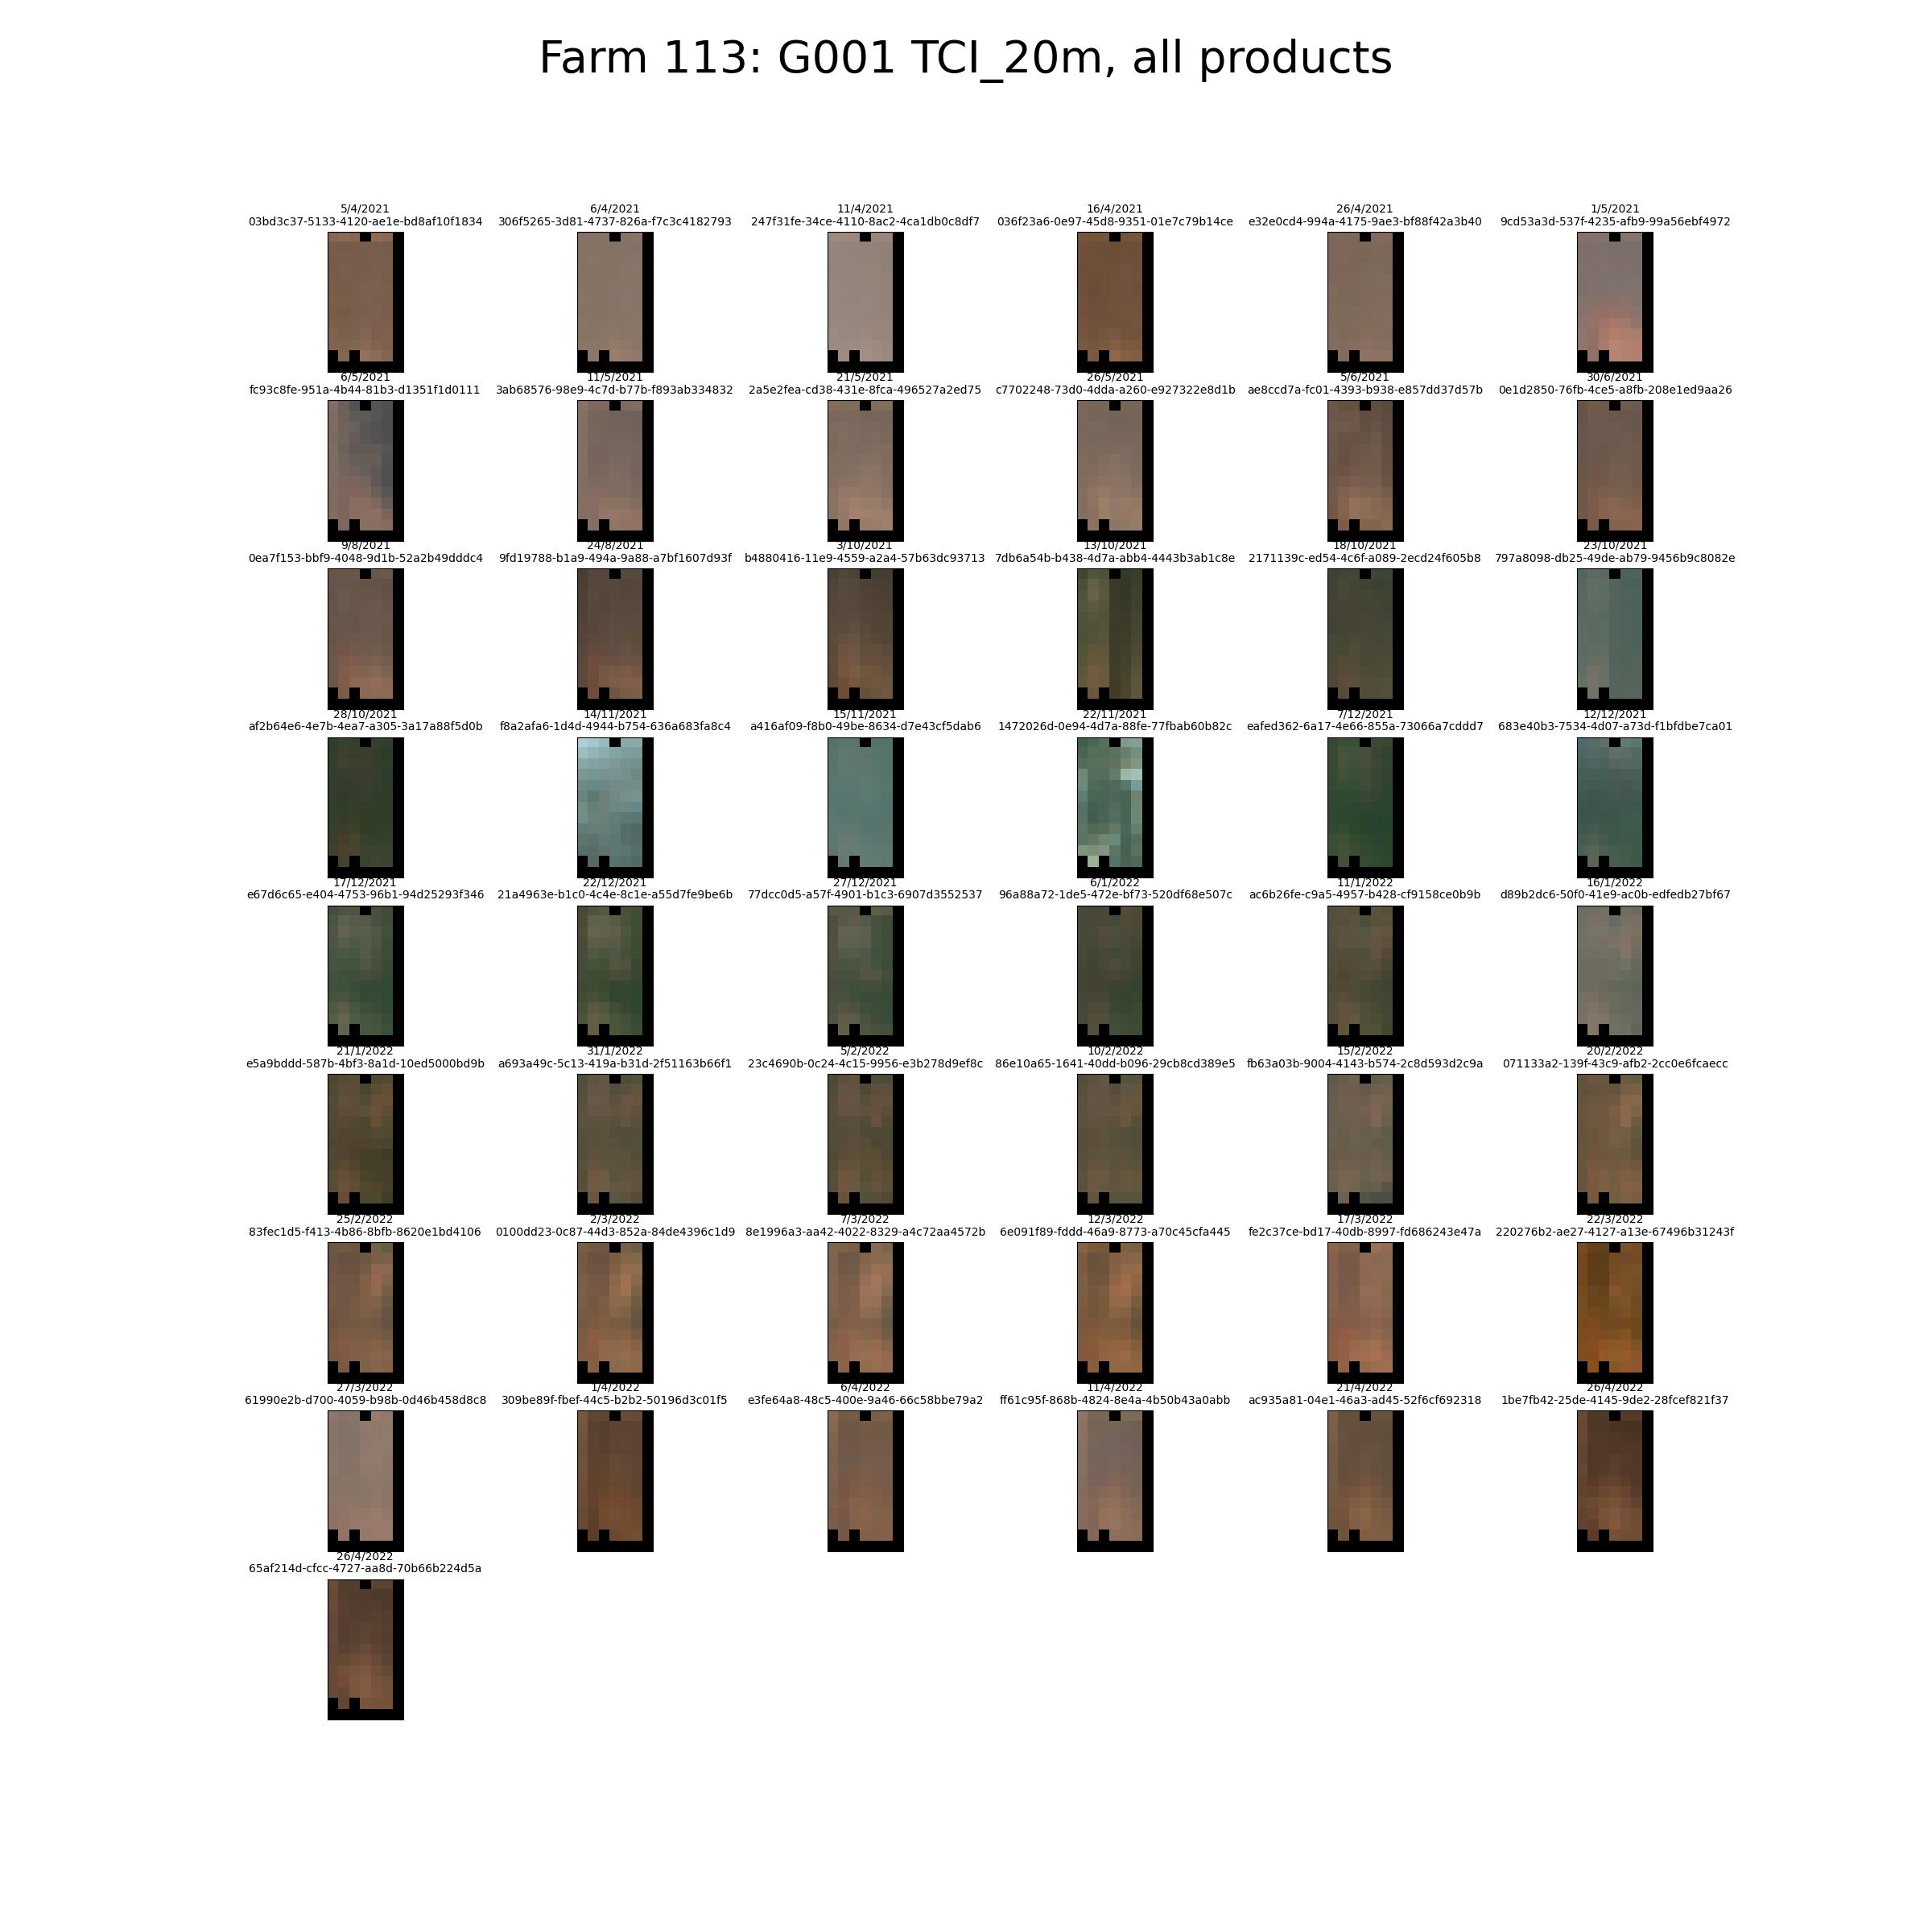 Farm 113: G001 TCI_20m, all products
5/4/2021 6/4/2021 11/4/2021 16/4/2021 26/4/2021 1/5/2021
03bd3c37-5133-4120-ae1e-bd8af10f1834 306f5265-3d81-4737-826a-f7c3c4182793 247f31fe-34ce-4110-8ac2-4ca1db0c8df7 036f23a6-0e97-45d8-9351-01e7c79b14ce e32e0cd4-994a-4175-9ae3-bf88f42a3b40 9cd53a3d-537f-4235-afb9-99a56ebf4972
6/5/2021 11/5/2021 21/5/2021 26/5/2021 5/6/2021 30/6/2021
fc93c8fe-951a-4b44-81b3-d1351f1d0111 3ab68576-98e9-4c7d-b77b-f893ab334832 2a5e2fea-cd38-431e-8fca-496527a2ed75 c7702248-73d0-4dda-a260-e927322e8d1b ae8ccd7a-fc01-4393-b938-e857dd37d57b 0e1d2850-76fb-4ce5-a8fb-208e1ed9aa26
9/8/2021 24/8/2021 3/10/2021 13/10/2021 18/10/2021 23/10/2021
0ea7f153-bbf9-4048-9d1b-52a2b49dddc4 9fd19788-b1a9-494a-9a88-a7bf1607d93f b4880416-11e9-4559-a2a4-57b63dc93713 7db6a54b-b438-4d7a-abb4-4443b3ab1c8e 2171139c-ed54-4c6f-a089-2ecd24f605b8 797a8098-db25-49de-ab79-9456b9c8082e
28/10/2021 14/11/2021 15/11/2021 22/11/2021 7/12/2021 12/12/2021
af2b64e6-4e7b-4ea7-a305-3a17a88f5d0b f8a2afa6-1d4d-4944-b754-636a683fa8c4 a416af09-f8b0-49be-8634-d7e43cf5dab6 1472026d-0e94-4d7a-88fe-77fbab60b82c eafed362-6a17-4e66-855a-73066a7cddd7 683e40b3-7534-4d07-a73d-f1bfdbe7ca01
17/12/2021 22/12/2021 27/12/2021 6/1/2022 11/1/2022 16/1/2022
e67d6c65-e404-4753-96b1-94d25293f346 21a4963e-b1c0-4c4e-8c1e-a55d7fe9be6b 77dcc0d5-a57f-4901-b1c3-6907d3552537 96a88a72-1de5-472e-bf73-520df68e507c ac6b26fe-c9a5-4957-b428-cf9158ce0b9b d89b2dc6-50f0-41e9-ac0b-edfedb27bf67
21/1/2022 31/1/2022 5/2/2022 10/2/2022 15/2/2022 20/2/2022
e5a9bddd-587b-4bf3-8a1d-10ed5000bd9b a693a49c-5c13-419a-b31d-2f51163b66f1 23c4690b-0c24-4c15-9956-e3b278d9ef8c 86e10a65-1641-40dd-b096-29cb8cd389e5 fb63a03b-9004-4143-b574-2c8d593d2c9a 071133a2-139f-43c9-afb2-2cc0e6fcaecc
25/2/2022 2/3/2022 7/3/2022 12/3/2022 17/3/2022 22/3/2022
83fec1d5-f413-4b86-8bfb-8620e1bd4106 0100dd23-0c87-44d3-852a-84de4396c1d9 8e1996a3-aa42-4022-8329-a4c72aa4572b 6e091f89-fddd-46a9-8773-a70c45cfa445 fe2c37ce-bd17-40db-8997-fd686243e47a 220276b2-ae27-4127-a13e-67496b31243f
27/3/2022 1/4/2022 6/4/2022 11/4/2022 21/4/2022 26/4/2022
61990e2b-d700-4059-b98b-0d46b458d8c8 309be89f-fbef-44c5-b2b2-50196d3c01f5 e3fe64a8-48c5-400e-9a46-66c58bbe79a2 ff61c95f-868b-4824-8e4a-4b50b43a0abb ac935a81-04e1-46a3-ad45-52f6cf692318 1be7fb42-25de-4145-9de2-28fcef821f37
26/4/2022
65af214d-cfcc-4727-aa8d-70b66b224d5a